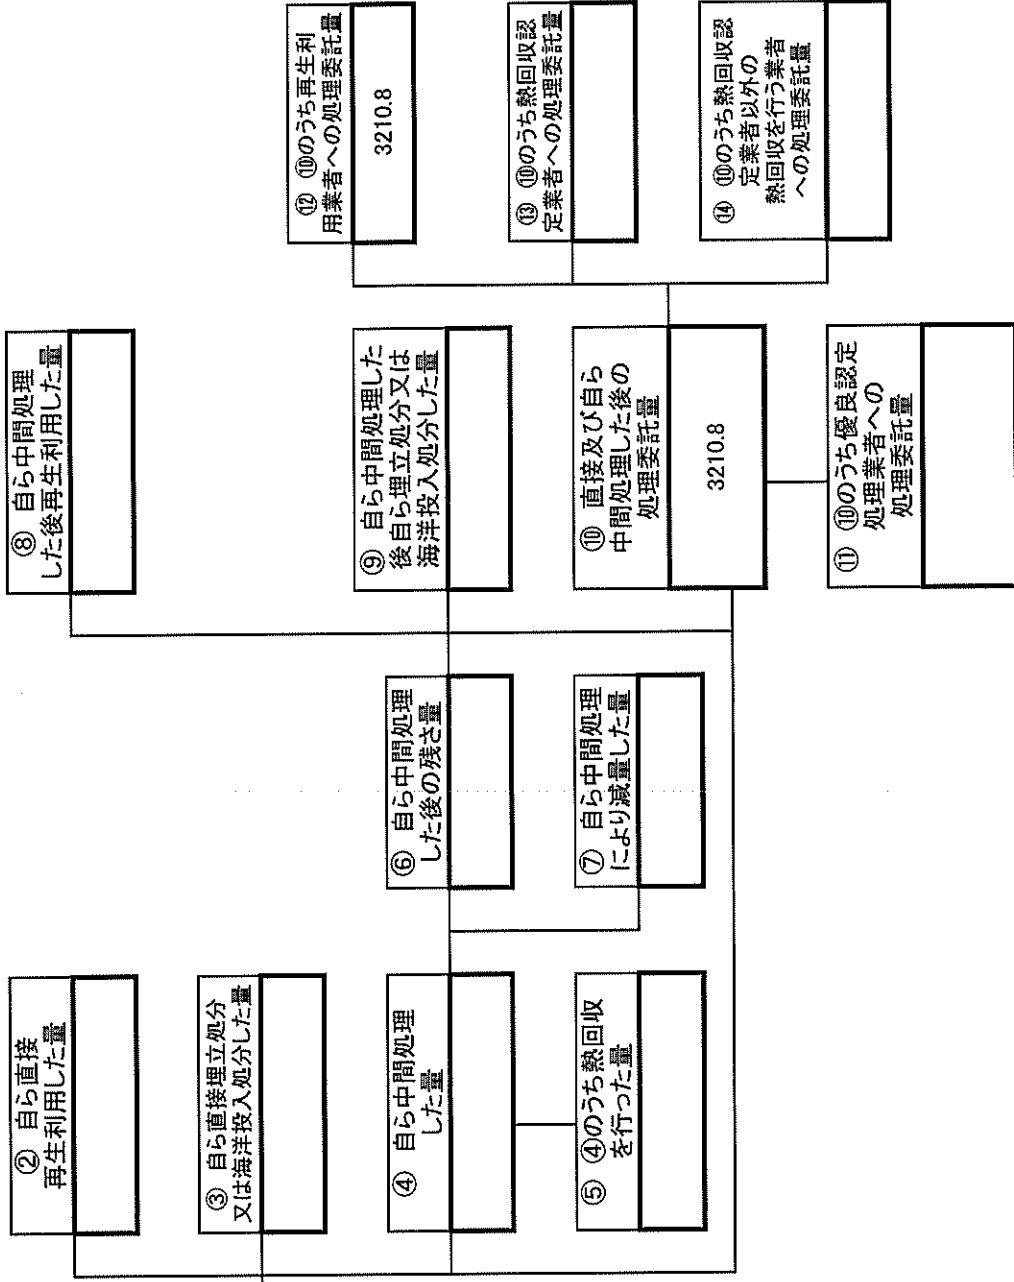 ② 自ら直接
再生利用した量
③ 自ら直接埋立処分
又は海洋投入処分した量
④ 自ら中間処理
した量
⑤ ④のうち熱回収
を行った量
⑥ 自ら中間処理
した後の残さ量
⑦ 自ら中間処理
により減量した量
⑧ 自ら中間処理
した後再生利用した量
⑨ 自ら中間処理した
後自ら埋立処分又は
海洋投入処分した量
⑩ 直接及び自ら
中間処理した後の
処理委託量
3210.8
⑪ ⑩のうち優良認定
処理業者への
処理委託量
⑫ ⑩のうち再生利
用業者への処理委託量
3210.8
⑬ ⑩のうち熱回収認
定業者への処理委託量
⑭ ⑩のうち熱回収認
定業者以外の
熱回収を行う業者
への処理委託量